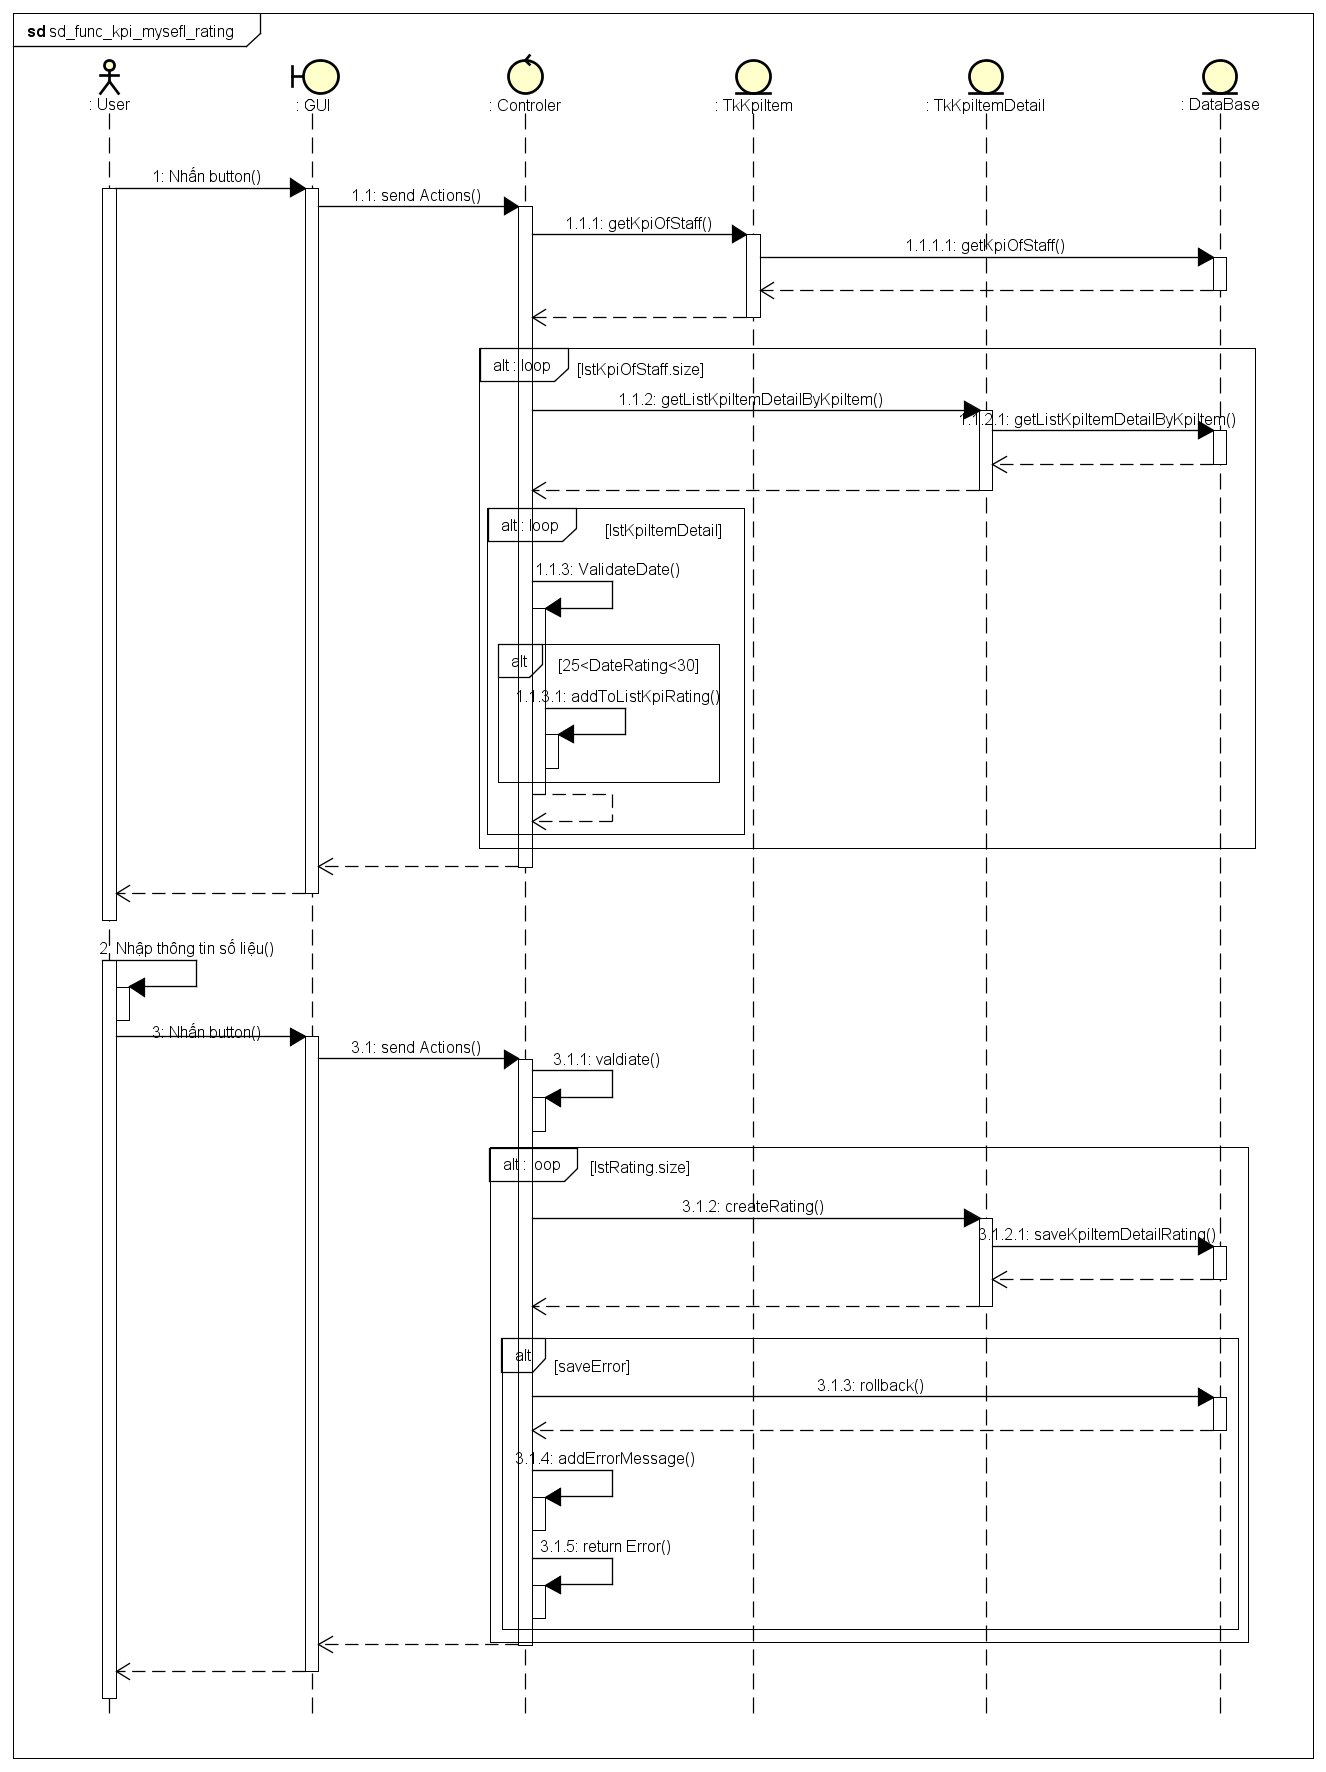 sd sd_func_kpi_mysefl_rating
: User
: GUI
: Controler
: TkKpiItem
: TkKpiItemDetail
: DataBase
1: Nhấn button()
1.1: send Actions()
1.1.1: getKpiOfStaff()
1.1.1.1: getKpiOfStaff()
alt : loop
[lstKpiOfStaff.size]
1.1.2: getListKpiItemDetailByKpiItem()
1.1.2.1: getListKpiItemDetailByKpiItem()
alt : loop
[lstKpiItemDetail]
1.1.3: ValidateDate()
alt
[25<DateRating<30]
1.1.3.1: addToListKpiRating()
2: Nhập thông tin số liệu()
3: Nhấn button()
3.1: send Actions()
3.1.1: valdiate()
alt : loop
[lstRating.size]
3.1.2: createRating()
3.1.2.1: saveKpiItemDetailRating()
alt
[saveError]
3.1.3: rollback()
3.1.4: addErrorMessage()
3.1.5: return Error()